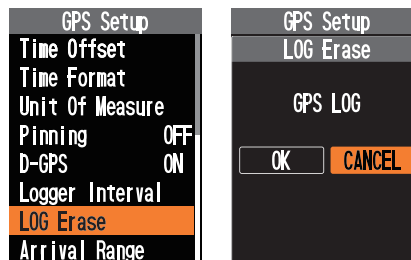 GPS Setup
Time Offset
Time Format
Unit Of Measure
Pinning OFF
D-GPS ON
Logger Interval
LOG Erase
Arrival Range
GPS Setup
LOG Erase
GPS LOG
OK CANCEL